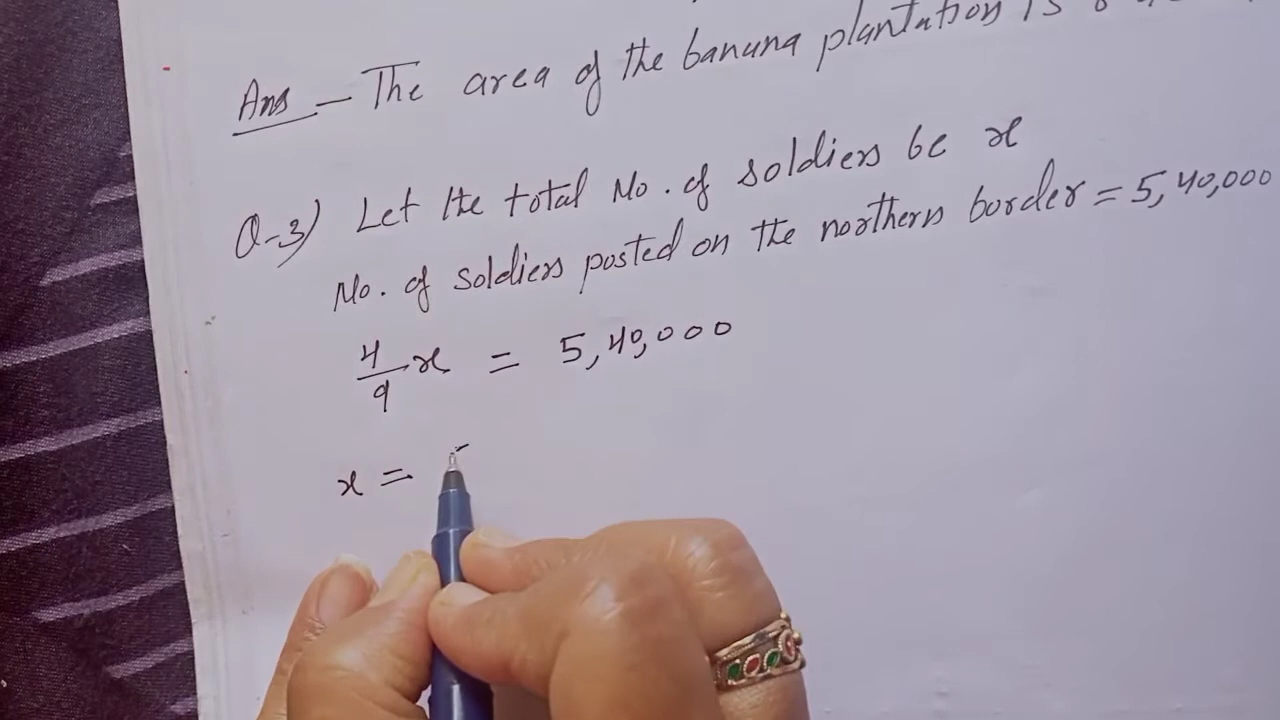 Ans - The area of the banana plantation is
Q-3) Let the total No. of soldiers be x
No. of soldiers posted on the northern border = 5,40,000
4/9 x = 5,40,000
x =